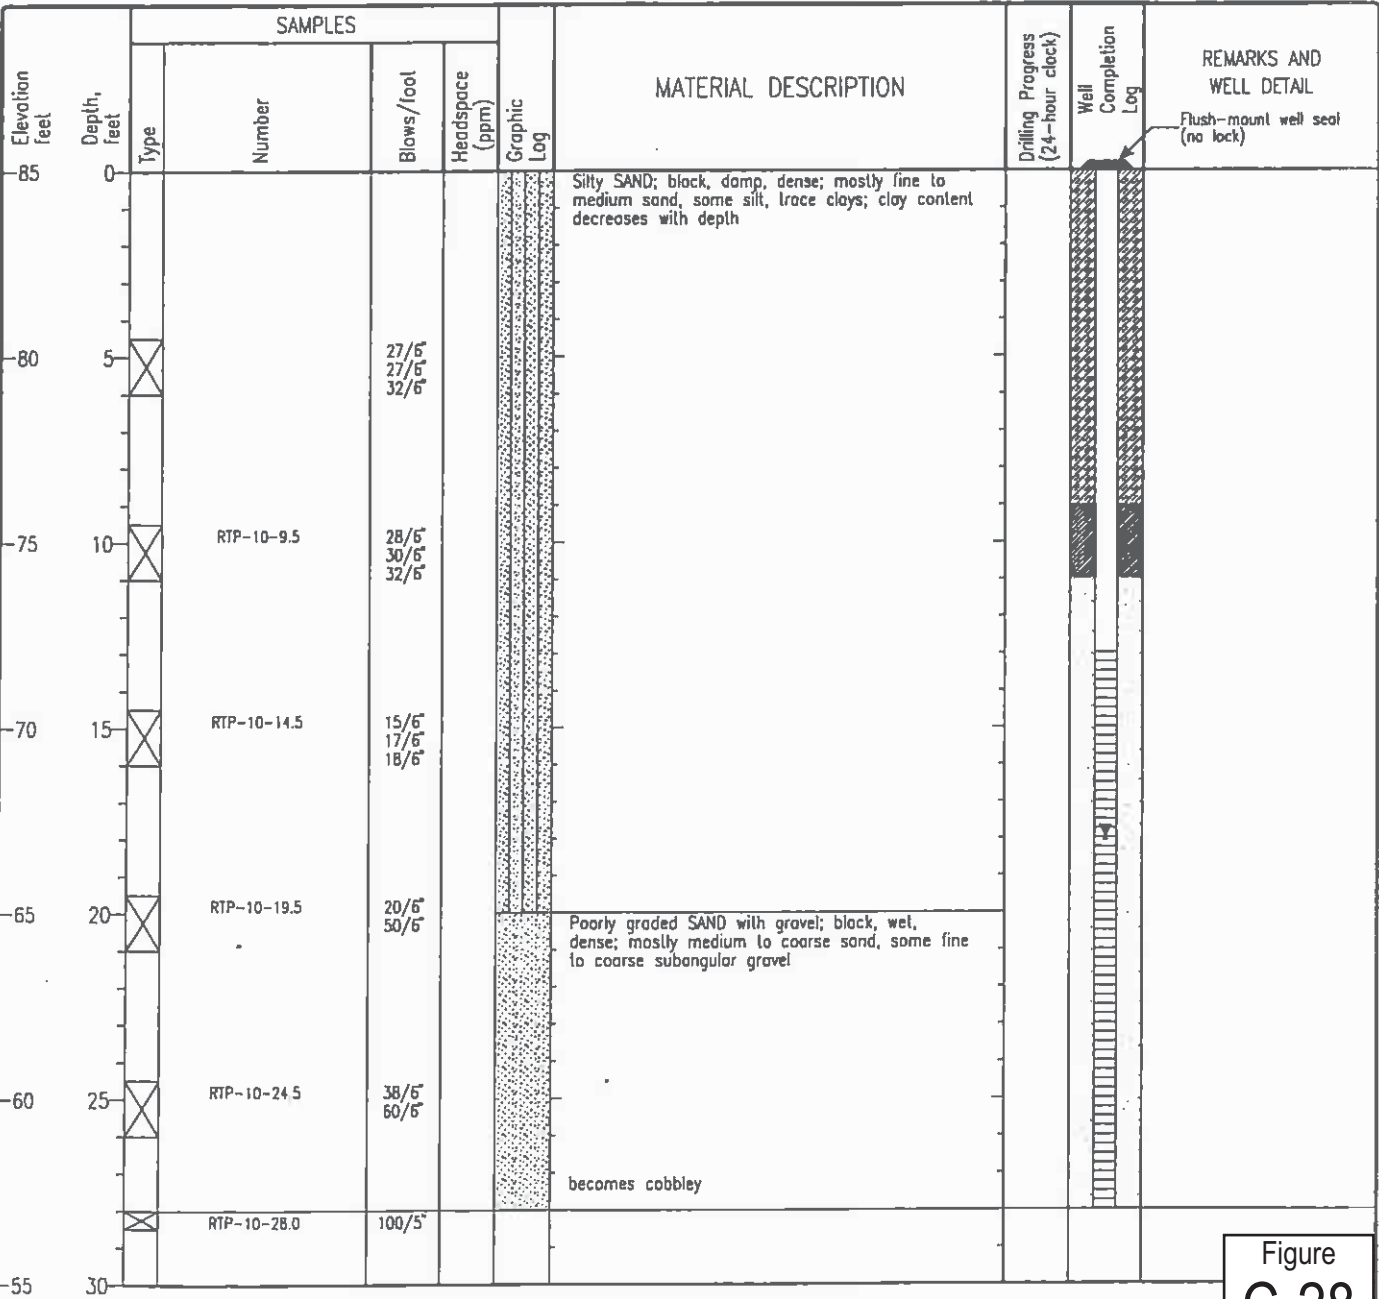 SAMPLES
Elevation
feet
Depth,
feet
Type
Number
Blows/foot
Headspace
(ppm)
Graphic
Log
MATERIAL DESCRIPTION
Drilling Progress
(24-hour clock)
Well
Completion
Log
REMARKS AND
WELL DETAIL
Flush-mount well seal
(no lock)
85 0
Silty SAND; black, damp, dense; mostly fine to
medium sand, some silt, trace clays; clay content
decreases with depth
80 5
27/6"
27/6"
32/6"
75 10
RTP-10-9.5
28/6"
30/6"
32/6"
70 15
RTP-10-14.5
15/6"
17/6"
18/6"
65 20
RTP-10-19.5
20/6"
50/6"
Poorly graded SAND with gravel; black, wet,
dense; mostly medium to coarse sand, some fine
to coarse subangular gravel
60 25
RTP-10-24.5
38/6"
60/6"
becomes cobbley
RTP-10-28.0
100/5"
55 30
Figure